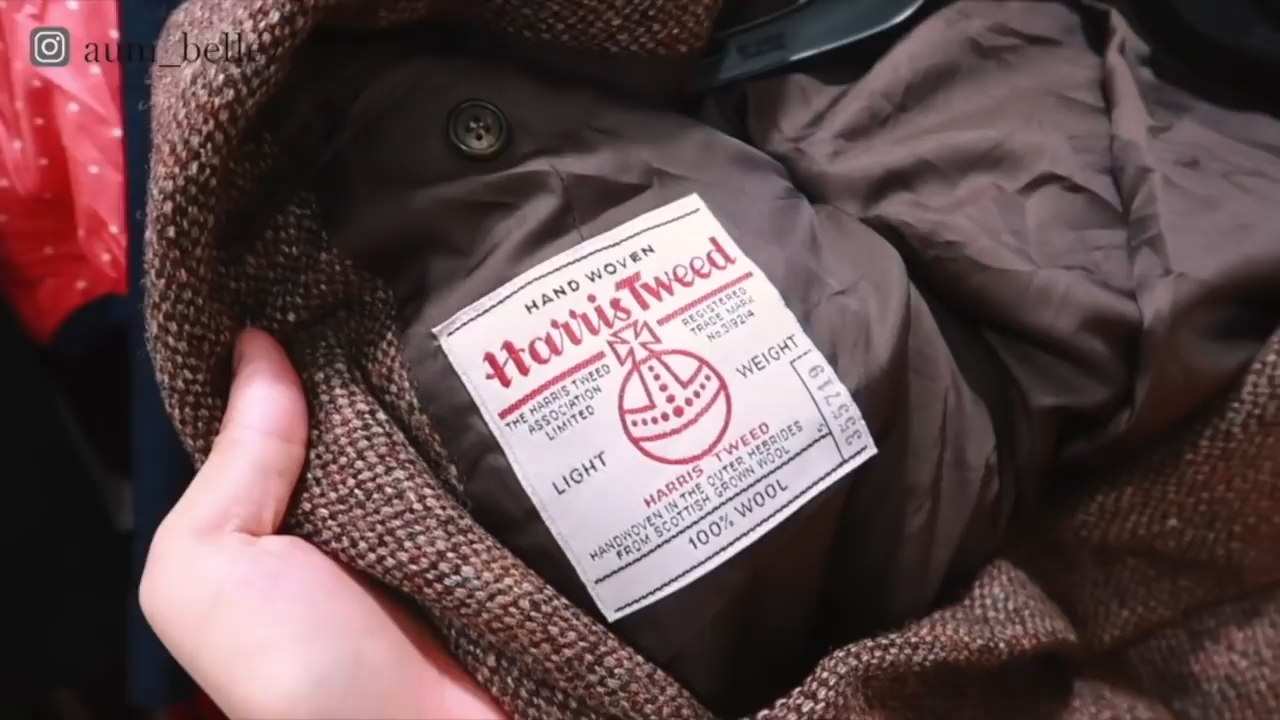 aum_belle
HAND WOVEN
Harris Tweed
REGISTERED
TRADE MARK
No.319214
THE HARRIS TWEED
ASSOCIATION
LIMITED
LIGHT WEIGHT
HARRIS TWEED
HANDWOVEN IN THE OUTER HEBRIDES
FROM SCOTTISH GROWN WOOL
100% WOOL